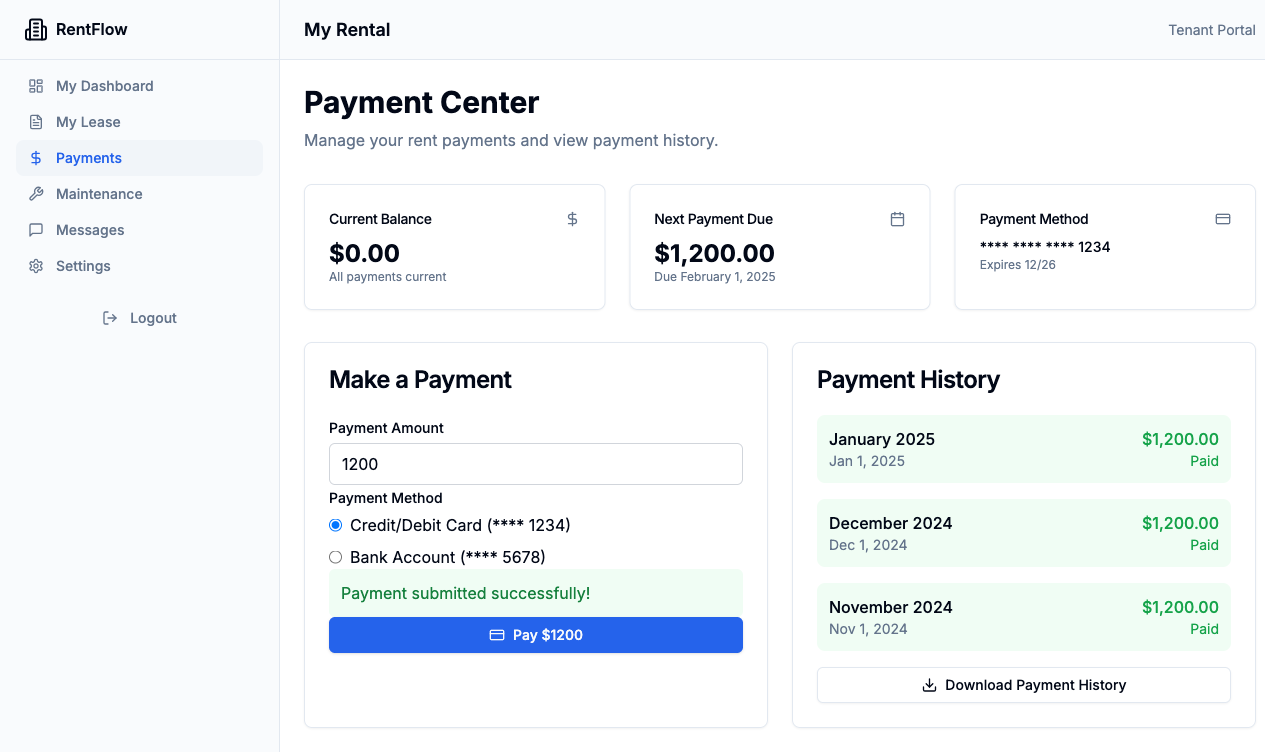 RentFlow
My Rental
Tenant Portal
My Dashboard
My Lease
Payments
Maintenance
Messages
Settings
Logout
Payment Center
Manage your rent payments and view payment history.
Current Balance
$0.00
All payments current
Next Payment Due
$1,200.00
Due February 1, 2025
Payment Method
**** **** **** 1234
Expires 12/26
Make a Payment
Payment Amount
1200
Payment Method
Credit/Debit Card (**** 1234)
Bank Account (**** 5678)
Payment submitted successfully!
Pay $1200
Payment History
January 2025 $1,200.00
Jan 1, 2025 Paid
December 2024 $1,200.00
Dec 1, 2024 Paid
November 2024 $1,200.00
Nov 1, 2024 Paid
Download Payment History